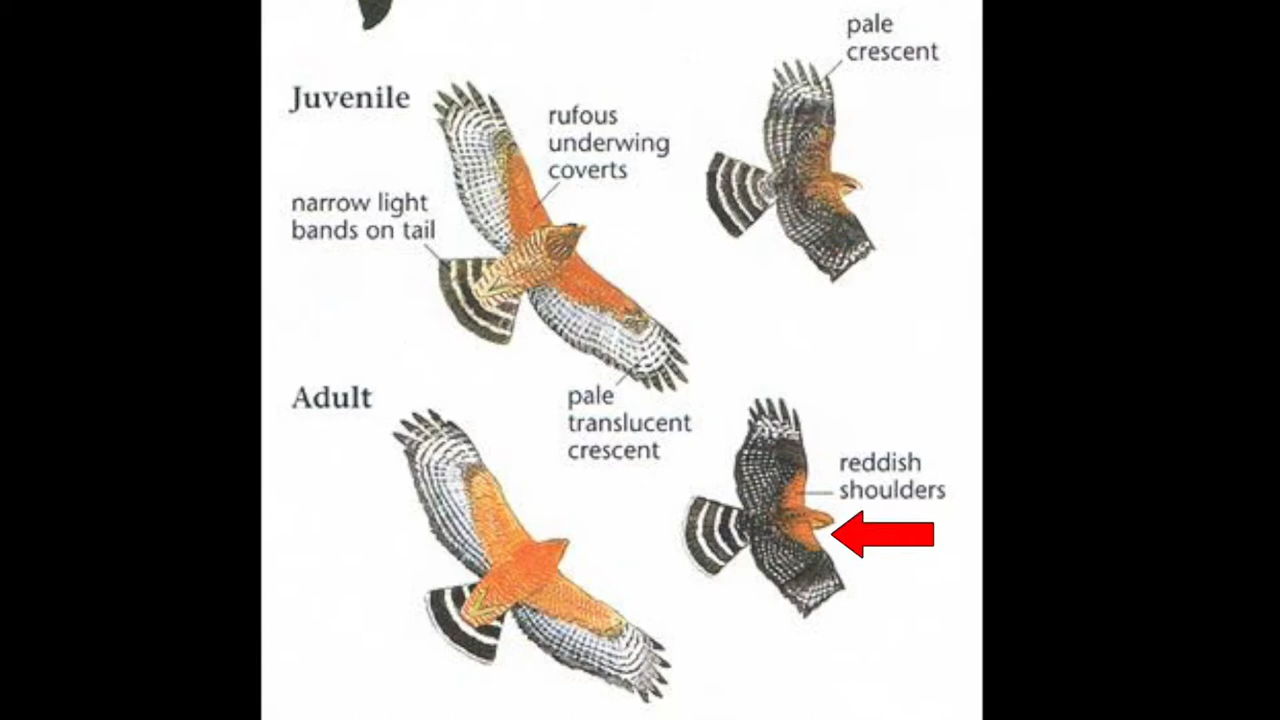 pale
crescent
Juvenile
rufous
underwing
coverts
narrow light
bands on tail
Adult
pale
translucent
crescent
reddish
shoulders